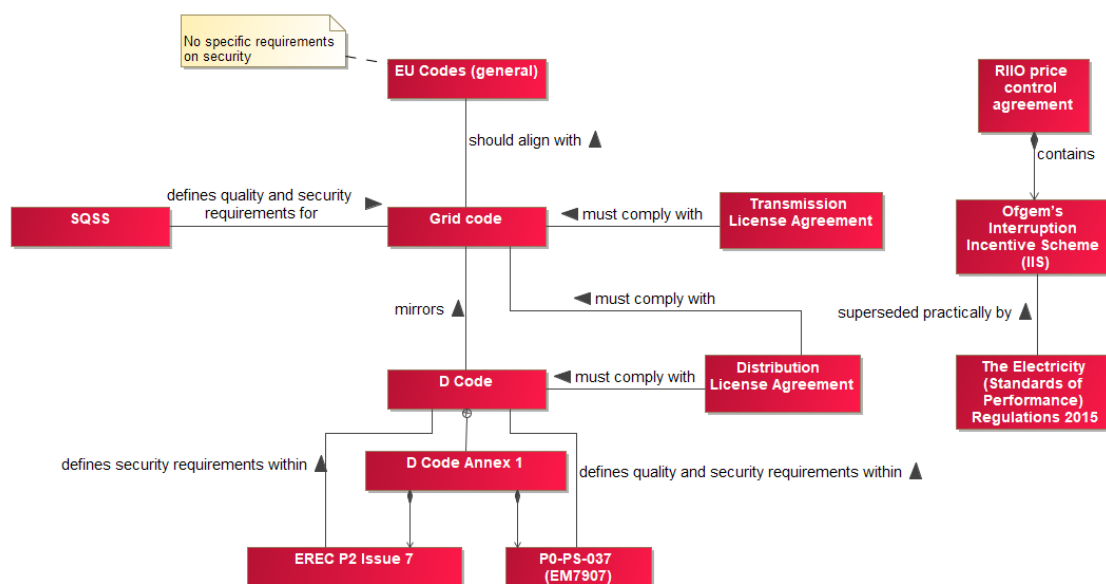 No specific requirements
on security
EU Codes (general)
RIIO price
control
agreement
should align with
contains
defines quality and security
requirements for
SQSS
Grid code
must comply with
Transmission
License Agreement
Ofgem's
Interruption
Incentive Scheme
(IIS)
must comply with
mirrors
superseded practically by
D Code
must comply with
Distribution
License Agreement
The Electricity
(Standards of
Performance)
Regulations 2015
defines security requirements within
D Code Annex 1
defines quality and security requirements within
EREC P2 Issue 7
P0-PS-037
(EM7907)